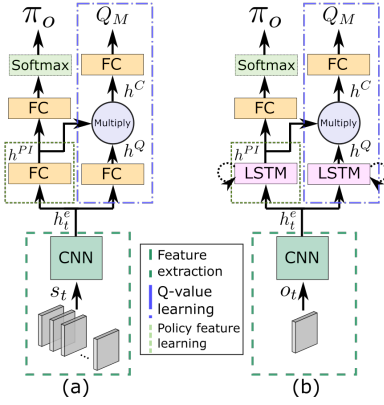 π_o
Q_M
Softmax
FC
h^C
FC
Multiply
h^{PI}
h^Q
FC
FC
h_t^e
CNN
s_t
...
(a)
Feature
extraction
Q-value
learning
Policy feature
learning
π_o
Q_M
Softmax
FC
h^C
FC
Multiply
h^{PI}
h^Q
LSTM
LSTM
h_t^e
CNN
o_t
(b)